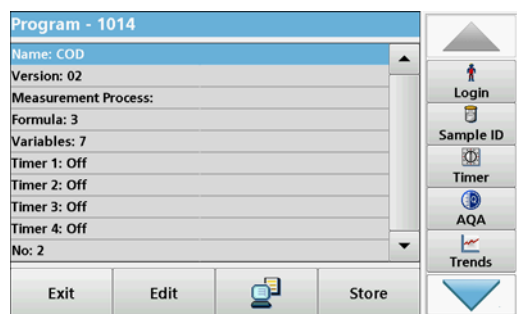 Program - 1014
Name: COD
Version: 02
Measurement Process:
Formula: 3
Variables: 7
Timer 1: Off
Timer 2: Off
Timer 3: Off
Timer 4: Off
No: 2
Exit
Edit
Store
Login
Sample ID
Timer
AQA
Trends